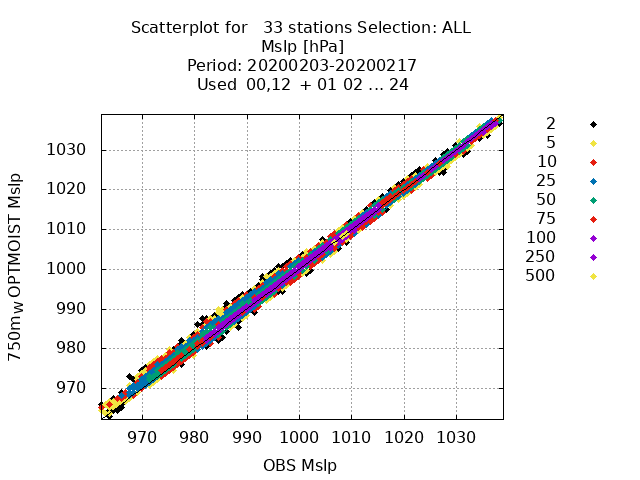 Scatterplot for   33 stations Selection: ALL
Mslp [hPa]
Period: 20200203-20200217
Used  00,12  + 01 02 ... 24
2
5
10
25
50
75
100
250
500
1030
1020
1010
1000
990
980
970
970 980 990 1000 1010 1020 1030
750mW OPTMOIST Mslp
OBS Mslp